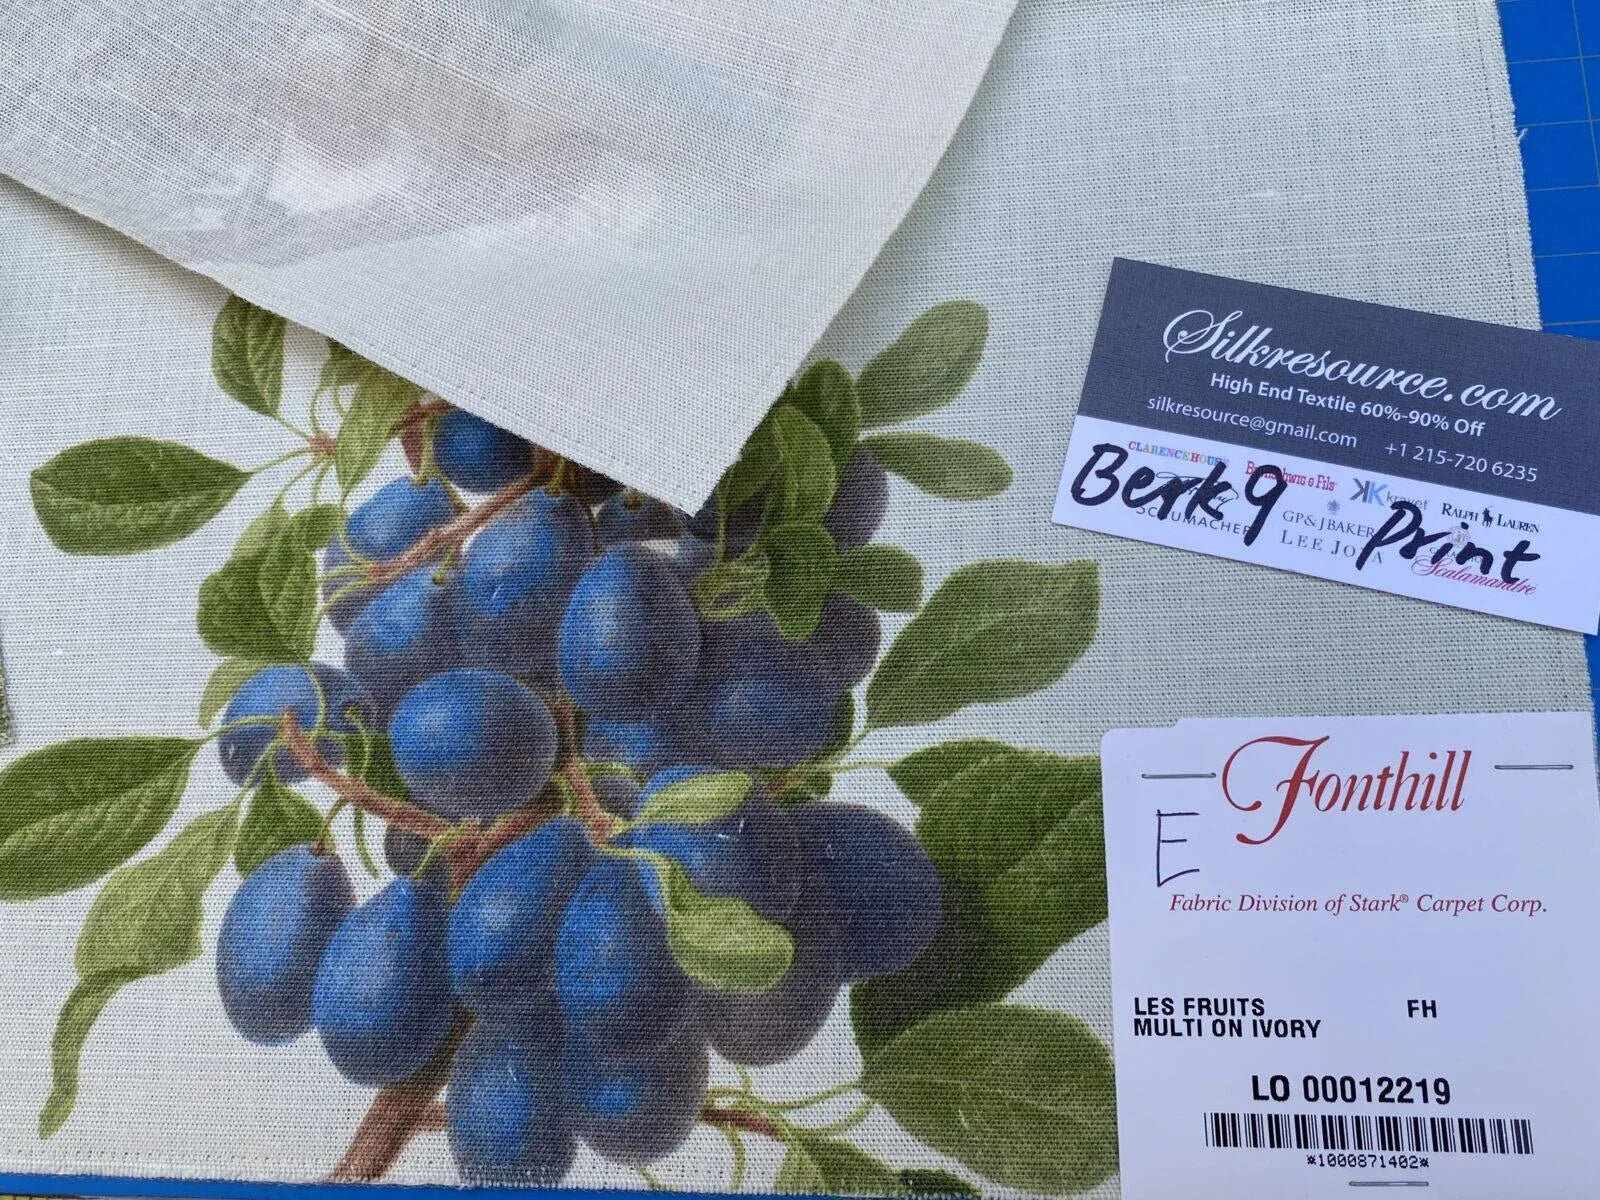 Silkresource.com
High End Textile 60%-90% Off
silkresource@gmail.com +1 215-720 6235
CLARENCE HOUSE
kravet
RALPH LAUREN
SCHUMACHER
GP&JBAKER
LEE JOFA
Scalamandre
Berk9 Print
Fonthill
E
Fabric Division of Stark® Carpet Corp.
LES FRUITS FH
MULTI ON IVORY
LO 00012219
*1000871402*